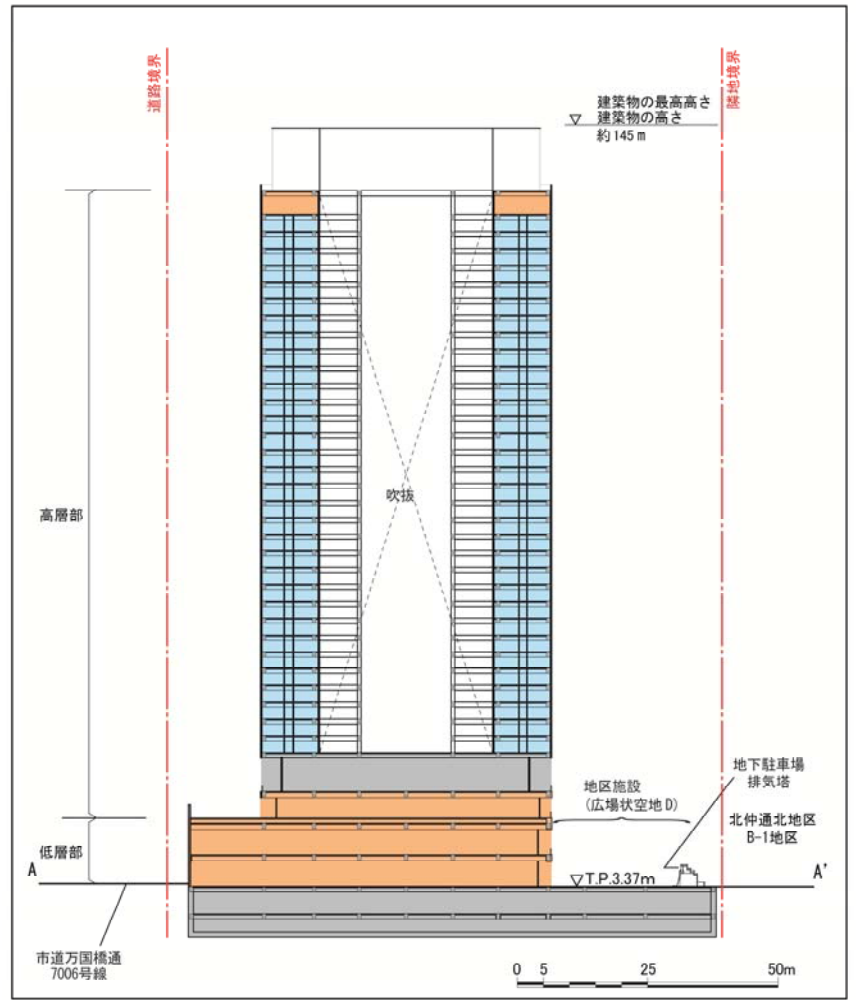 道路境界
隣地境界
建築物の最高高さ
建築物の高さ
約145m
高層部
吹抜
地下駐車場
排気塔
地区施設
(広場状空地D)
北仲通北地区
B-1地区
低層部
A
A'
T.P.3.37m
市道万国橋通
7006号線
0 5 25 50m